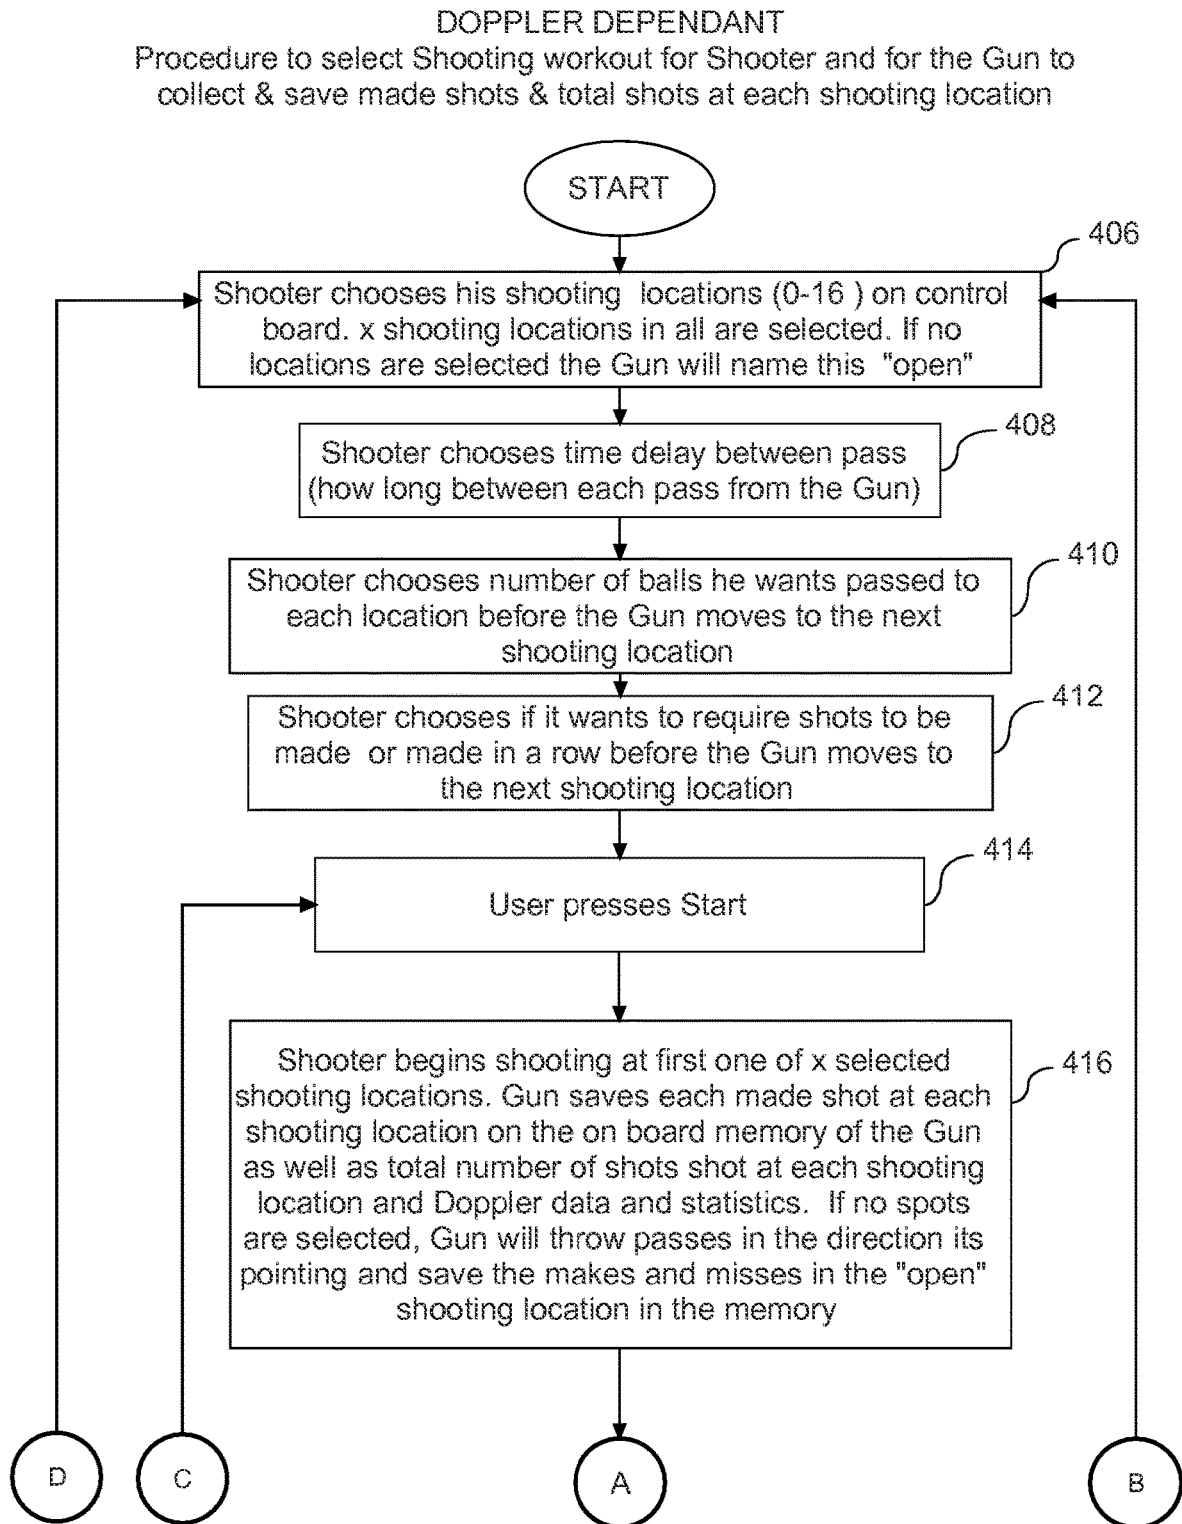 DOPPLER DEPENDANT
Procedure to select Shooting workout for Shooter and for the Gun to
collect & save made shots & total shots at each shooting location
START
406
Shooter chooses his shooting locations (0-16 ) on control
board. x shooting locations in all are selected. If no
locations are selected the Gun will name this "open"
408
Shooter chooses time delay between pass
(how long between each pass from the Gun)
410
Shooter chooses number of balls he wants passed to
each location before the Gun moves to the next
shooting location
412
Shooter chooses if it wants to require shots to be
made or made in a row before the Gun moves to
the next shooting location
414
User presses Start
416
Shooter begins shooting at first one of x selected
shooting locations. Gun saves each made shot at each
shooting location on the on board memory of the Gun
as well as total number of shots shot at each shooting
location and Doppler data and statistics. If no spots
are selected, Gun will throw passes in the direction its
pointing and save the makes and misses in the "open"
shooting location in the memory
D
C
A
B